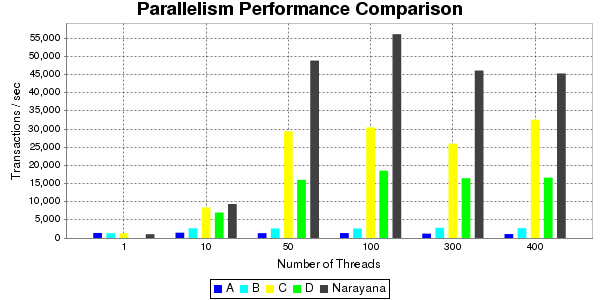 Parallelism Performance Comparison
55,000
50,000
45,000
40,000
35,000
30,000
25,000
20,000
15,000
10,000
5,000
0
Transactions / sec
1 10 50 100 300 400
Number of Threads
A B C D Narayana